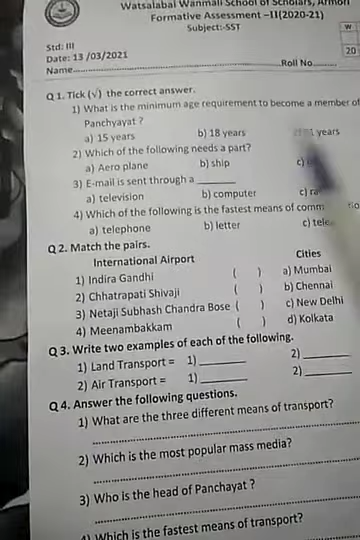 Watsalabai Wanmali School of Scholars, Armori
Formative Assessment –II(2020-21)
Subject:-SST
W
Std: III
20
Date: 13 /03/2021
Name Roll No
Q 1. Tick (√) the correct answer.
1) What is the minimum age requirement to become a member of
Panchyayat ?
a) 15 years b) 18 years years
2) Which of the following needs a part?
a) Aero plane b) ship c)
3) E-mail is sent through a ______
a) television b) computer c)
4) Which of the following is the fastest means of comm
a) telephone b) letter c) tele
Q 2. Match the pairs.
International Airport Cities
1) Indira Gandhi ( ) a) Mumbai
2) Chhatrapati Shivaji ( ) b) Chennai
3) Netaji Subhash Chandra Bose ( ) c) New Delhi
4) Meenambakkam ( ) d) Kolkata
Q 3. Write two examples of each of the following.
1) Land Transport = 1)_______ 2)_______
2) Air Transport = 1)_______ 2)_______
Q 4. Answer the following questions.
1) What are the three different means of transport?
2) Which is the most popular mass media?
3) Who is the head of Panchayat ?
4) Which is the fastest means of transport?